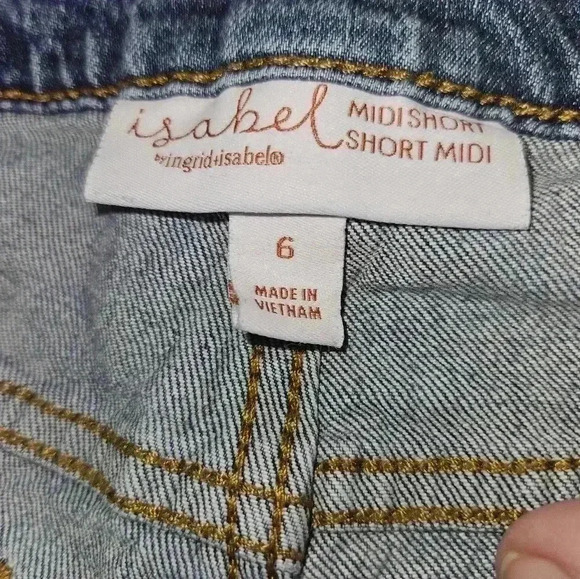 isabel
by ingrid+isabel®
MIDI SHORT
SHORT MIDI
6
MADE IN
VIETNAM